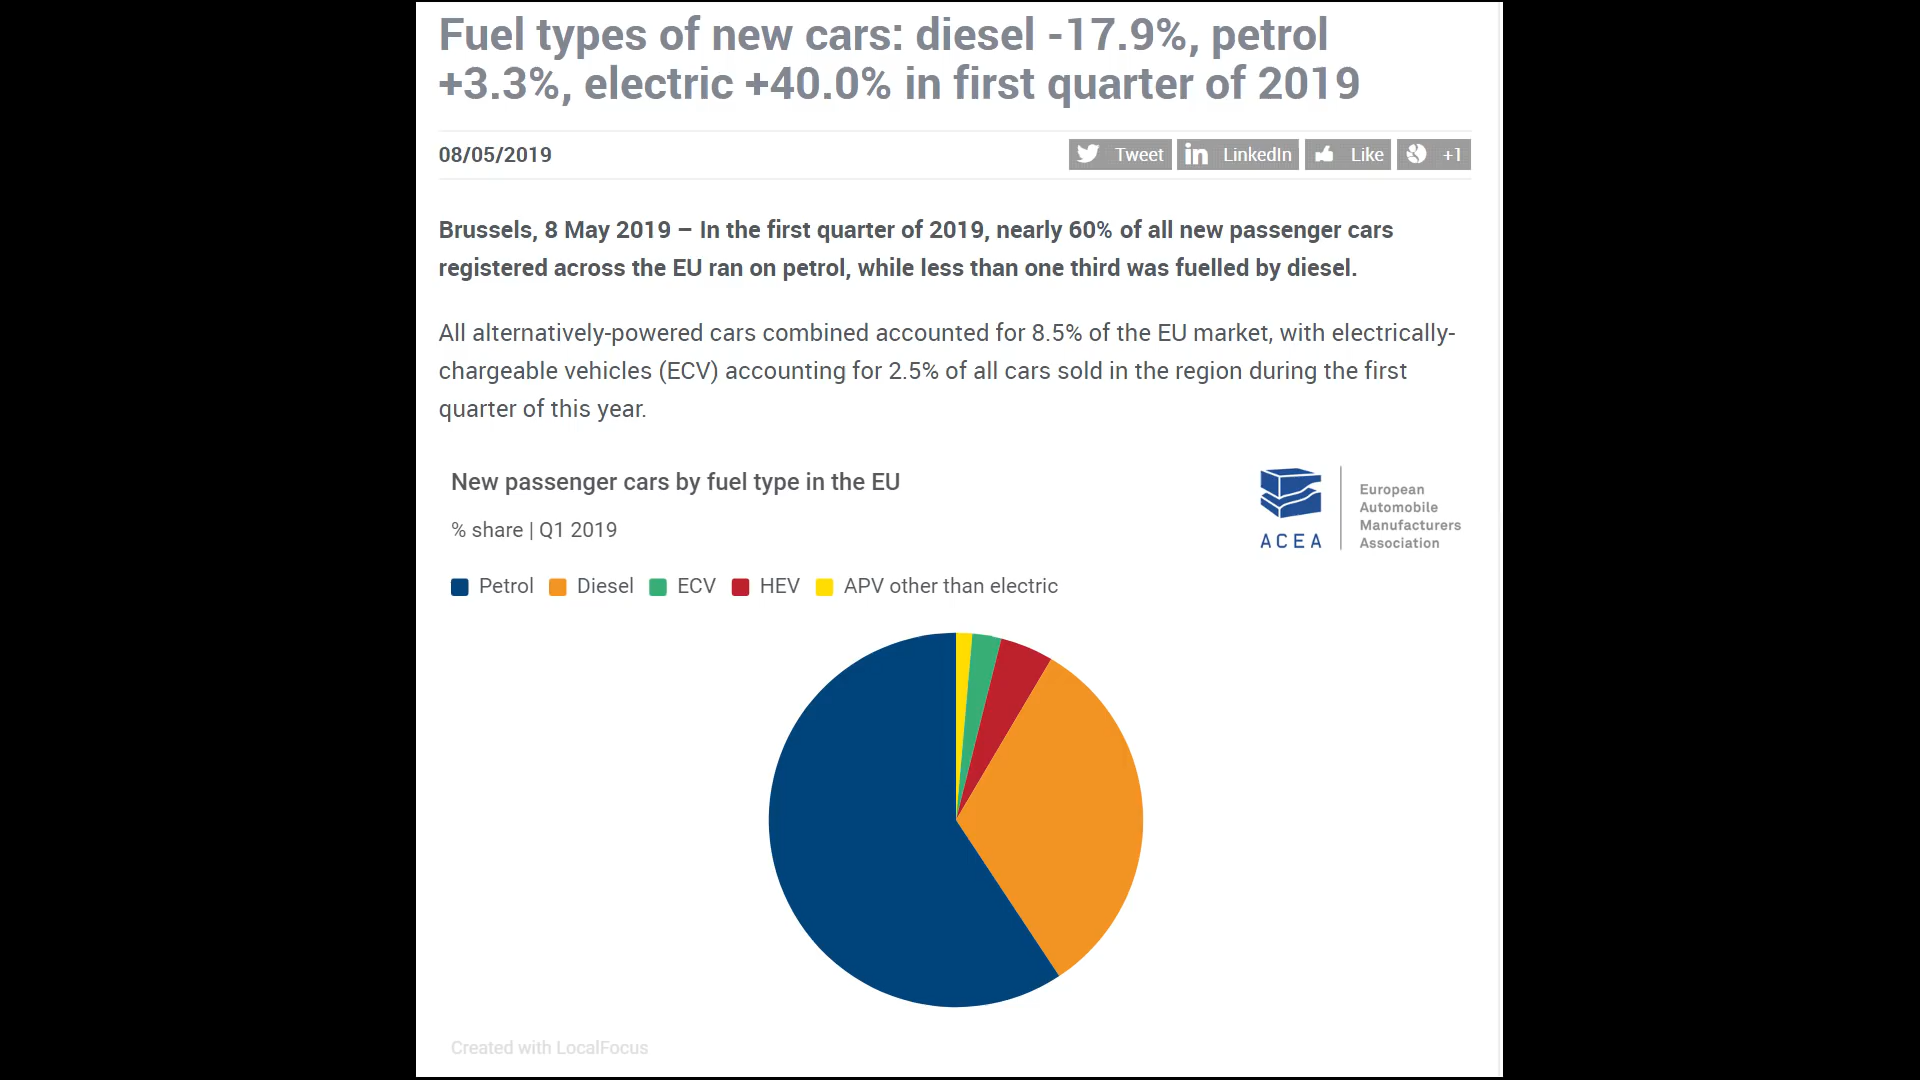 Fuel types of new cars: diesel -17.9%, petrol
+3.3%, electric +40.0% in first quarter of 2019
08/05/2019
Tweet
LinkedIn
Like
+1
Brussels, 8 May 2019 – In the first quarter of 2019, nearly 60% of all new passenger cars
registered across the EU ran on petrol, while less than one third was fuelled by diesel.
All alternatively-powered cars combined accounted for 8.5% of the EU market, with electrically-
chargeable vehicles (ECV) accounting for 2.5% of all cars sold in the region during the first
quarter of this year.
New passenger cars by fuel type in the EU
% share | Q1 2019
ACEA
European
Automobile
Manufacturers
Association
Petrol Diesel ECV HEV APV other than electric
Created with LocalFocus